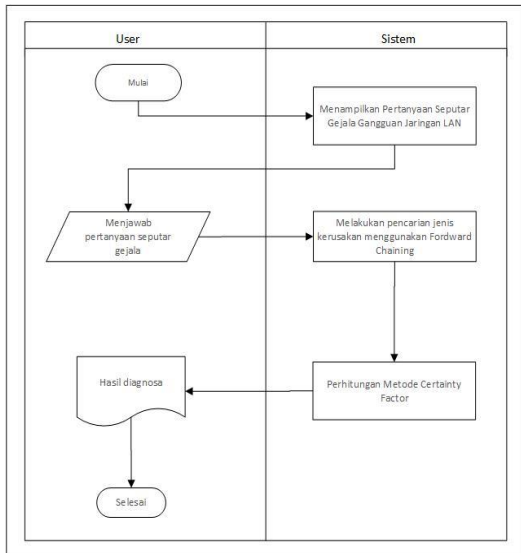 User
Sistem
Mulai
Menampilkan Pertanyaan Seputar
Gejala Gangguan Jaringan LAN
Menjawab
pertanyaan seputar
gejala
Melakukan pencarian jenis
kerusakan menggunakan Fordward
Chaining
Perhitungan Metode Certainty
Factor
Hasil diagnosa
Selesai